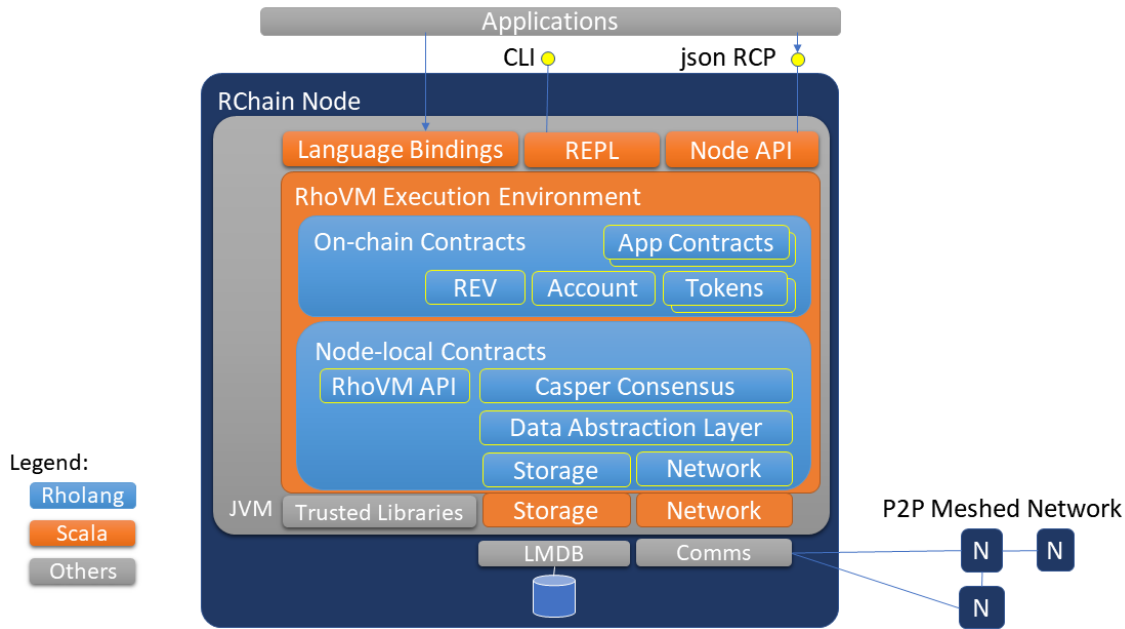 Applications
CLI
json RCP
RChain Node
Language Bindings
REPL
Node API
RhoVM Execution Environment
On-chain Contracts
App Contracts
REV
Account
Tokens
Node-local Contracts
RhoVM API
Casper Consensus
Data Abstraction Layer
Storage
Network
JVM
Trusted Libraries
Storage
Network
LMDB
Comms
Legend:
Rholang
Scala
Others
P2P Meshed Network
N
N
N